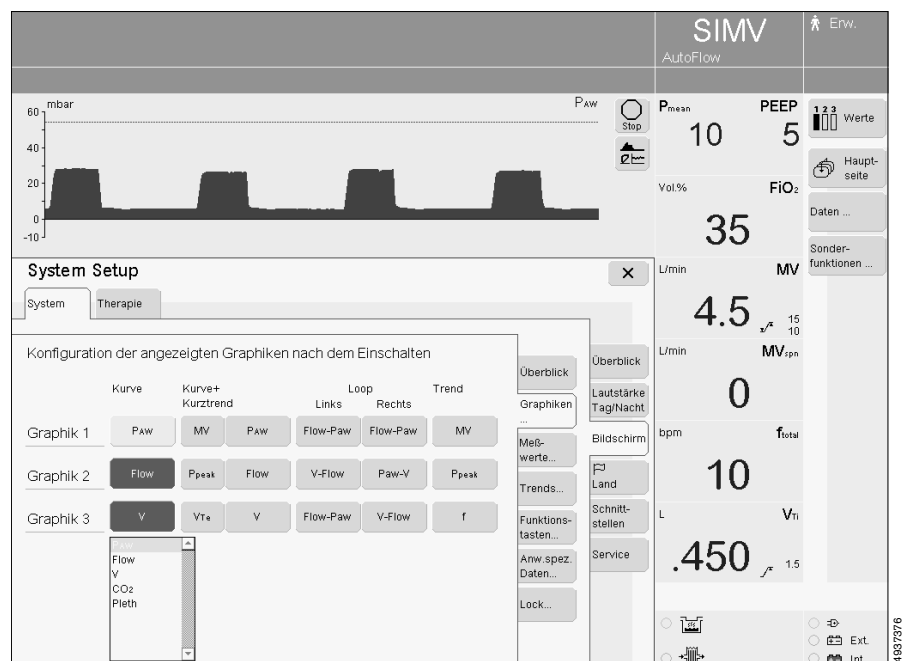 SIMV
AutoFlow
Erw.
mbar
PAW
60
40
20
0
-10
Stop
Pmean PEEP
10 5
Vol.% FiO2
35
L/min MV
4.5 15
10
L/min MVspn
0
bpm ftotal
10
L VTi
.450 1.5
1 2 3 Werte
Haupt-
seite
Daten ...
Sonder-
funktionen ...
System Setup
System Therapie
Konfiguration der angezeigten Graphiken nach dem Einschalten
Kurve Kurve+ Loop Trend
Kurztrend Links Rechts
Graphik 1 PAW MV PAW Flow-Paw Flow-Paw MV
Graphik 2 Flow Ppeak Flow V-Flow Paw-V Ppeak
Graphik 3 V VTe V Flow-Paw V-Flow f
PAW
Flow
V
CO2
Pleth
Überblick
Graphiken
...
Meß-
werte...
Trends...
Funktions-
tasten...
Anw.spez.
Daten...
Lock...
Überblick
Lautstärke
Tag/Nacht
Bildschirm
Land
Schnitt-
stellen
Service
Ext.
Int.
4937376